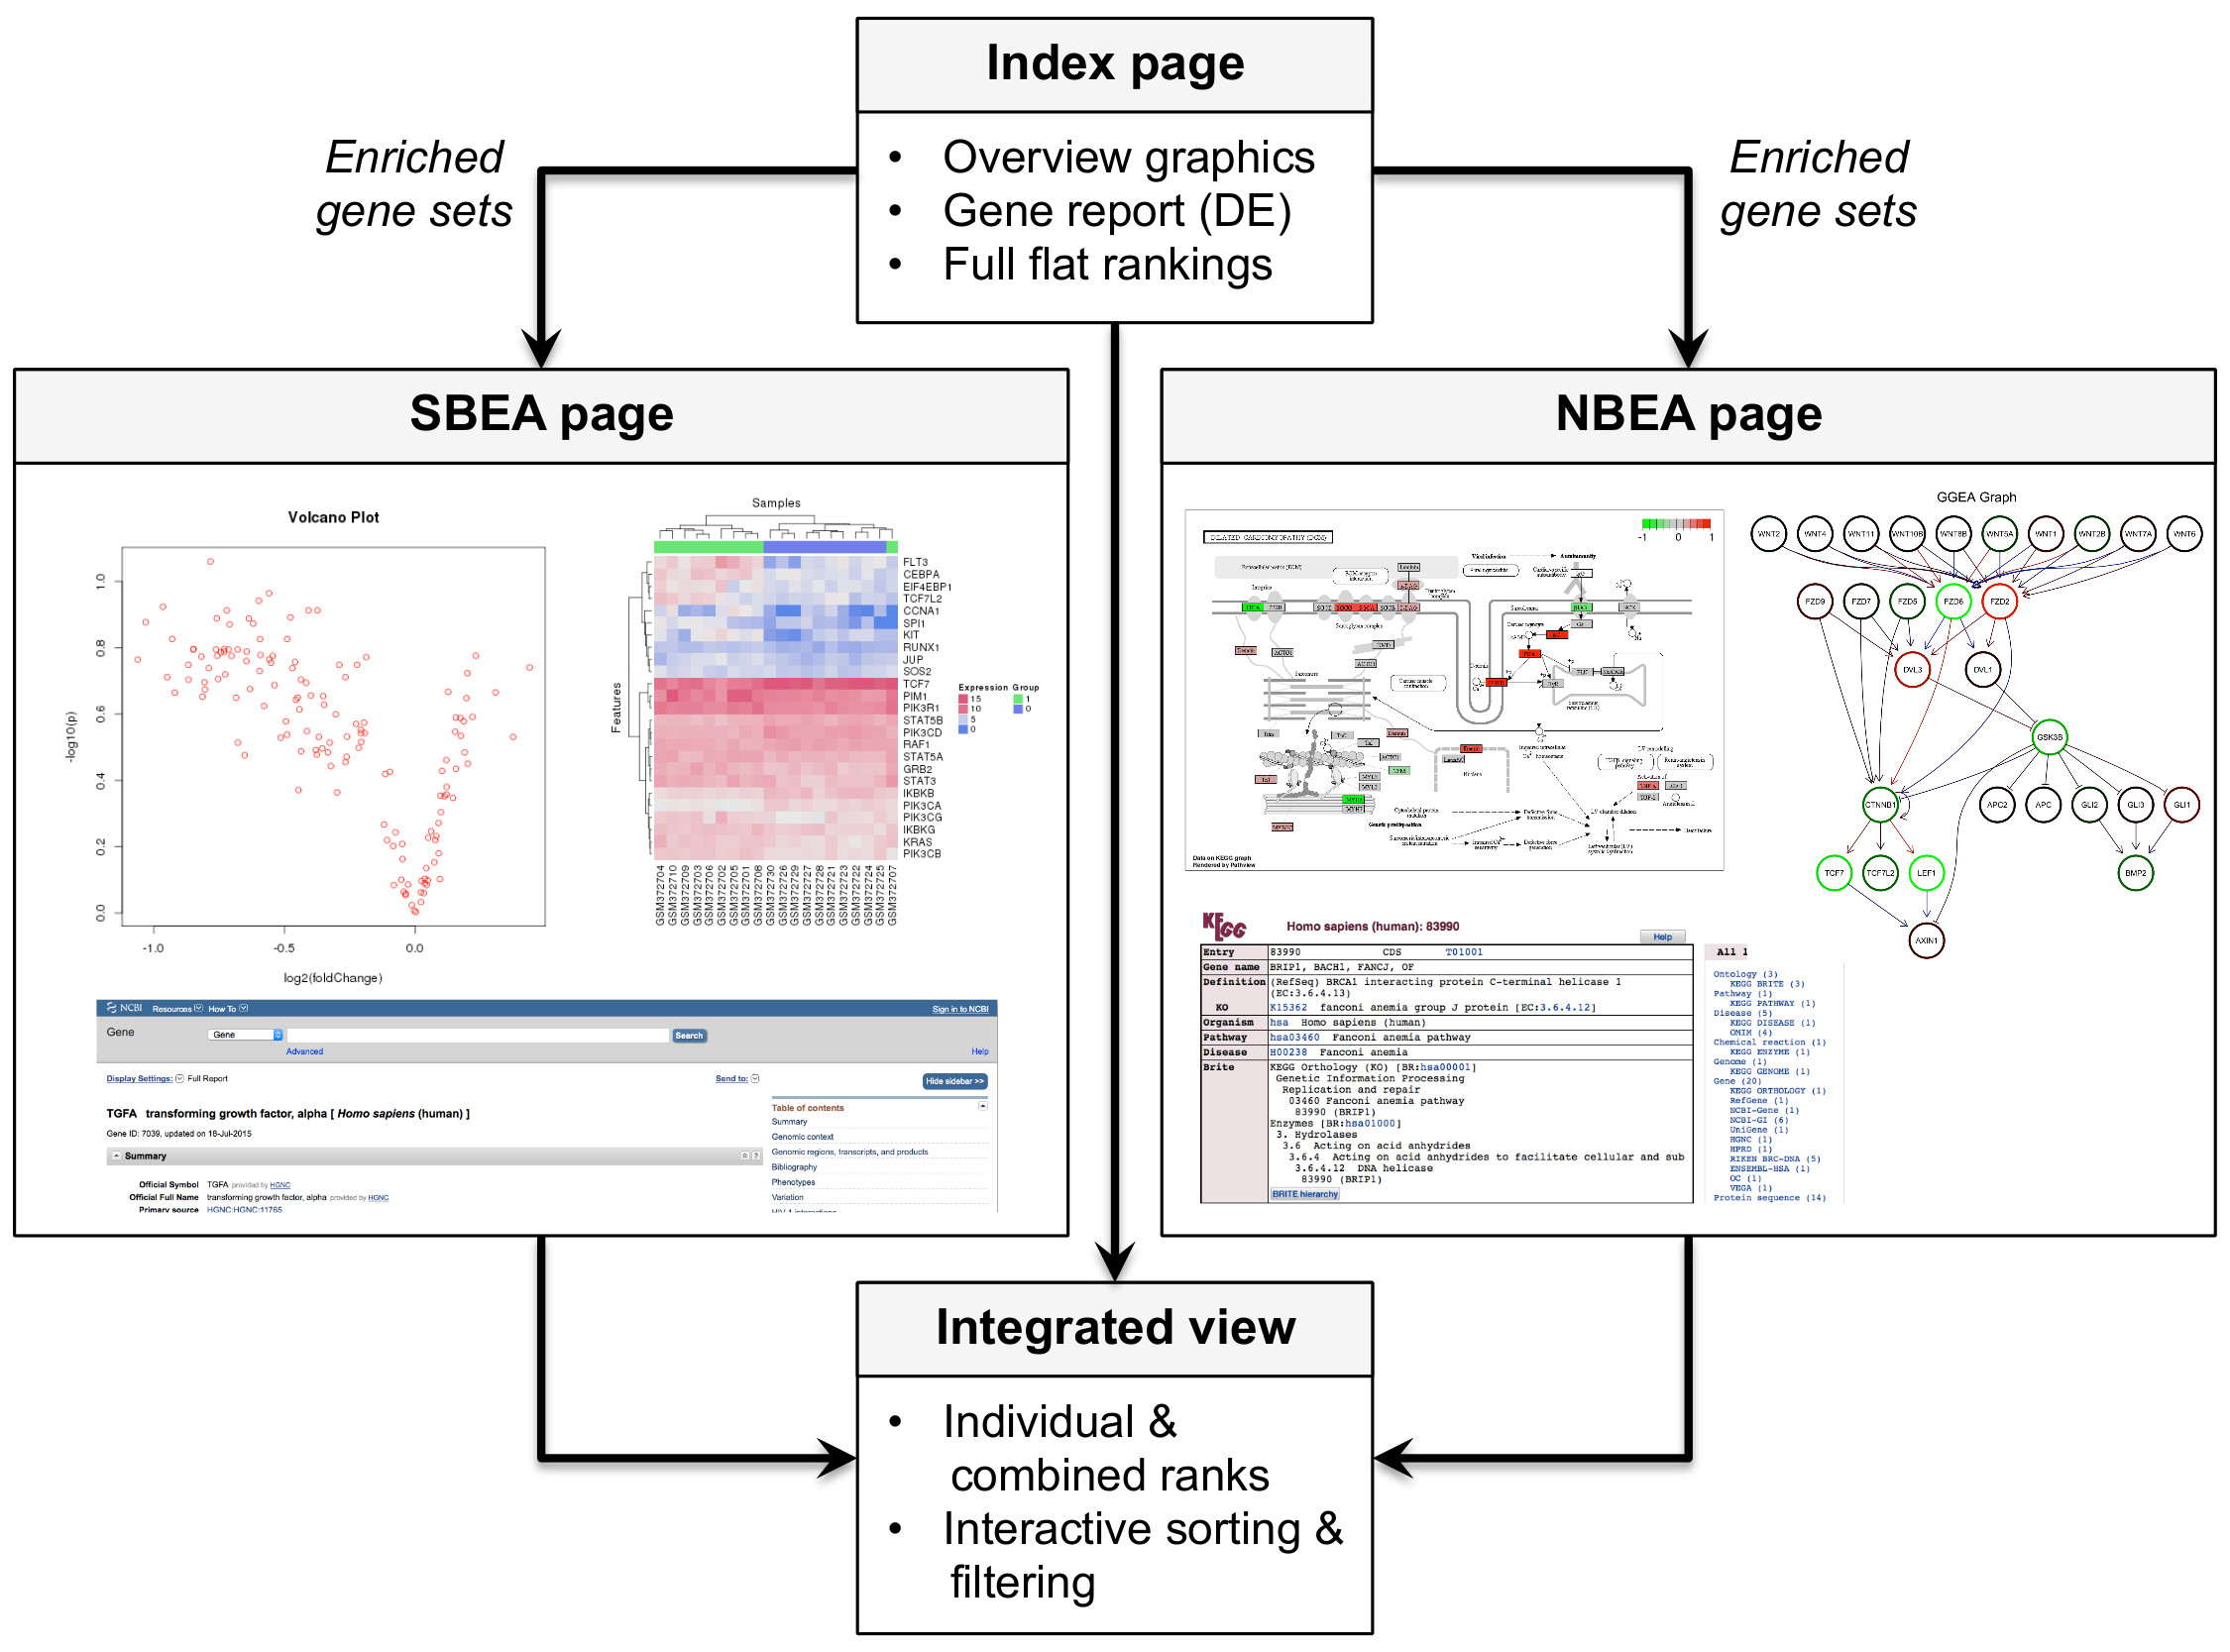 Index page
• Overview graphics
• Gene report (DE)
• Full flat rankings
Enriched
gene sets
Enriched
gene sets
SBEA page
Volcano Plot
-log10(p)
1.0
0.8
0.6
0.4
0.2
0.0
-1.0 -0.5 0.0
log2(foldChange)
Samples
Features
FLT3
CEBPA
EIF4EBP1
TCF7L2
CCNA1
SPI1
KIT
RUNX1
JUP
SOS2
TCF7
PIM1
PIK3R1
STAT5B
PIK3CD
RAF1
STAT5A
GRB2
STAT3
IKBKB
PIK3CA
PIK3CG
IKBKG
KRAS
PIK3CB
Expression Group
15 1
10 0
5
0
GSM372704
GSM372710
GSM372709
GSM372703
GSM372706
GSM372702
GSM372705
GSM372701
GSM372708
GSM372730
GSM372726
GSM372729
GSM372727
GSM372728
GSM372721
GSM372723
GSM372722
GSM372724
GSM372725
GSM372707
NCBI Resources How To Sign in to NCBI
Gene Gene Search
Advanced Help
Display Settings: Full Report Send to: Hide sidebar >>
TGFA transforming growth factor, alpha [ Homo sapiens (human) ]
Gene ID: 7039, updated on 16-Jul-2015
Summary
Official Symbol TGFA provided by HGNC
Official Full Name transforming growth factor, alpha provided by HGNC
Primary source HGNC:HGNC:11765
Table of contents
Summary
Genomic context
Genomic regions, transcripts, and products
Bibliography
Phenotypes
Variation
HIV-1 interactions
NBEA page
DILATED CARDIOMYOPATHY (DCM)
-1 0 1
Viral infection Autoimmunity
Sarcomere
Data on KEGG graph
Rendered by Pathview
GGEA Graph
WNT2 WNT4 WNT11 WNT10B WNT8B WNT5A WNT1 WNT2B WNT7A WNT6
FZD9 FZD7 FZD5 FZD6 FZD2
DVL3 DVL1
GSK3B
CTNNB1 APC2 APC GLI2 GLI3 GLI1
TCF7 TCF7L2 LEF1 BMP2
AXIN1
KEGG Homo sapiens (human): 83990
Help
Entry 83990 CDS T01001
Gene name BRIP1, BACH1, FANCJ, OF
Definition (RefSeq) BRCA1 interacting protein C-terminal helicase 1
(EC:3.6.4.13)
KO K15362 fanconi anemia group J protein [EC:3.6.4.12]
Organism hsa Homo sapiens (human)
Pathway hsa03460 Fanconi anemia pathway
Disease H00238 Fanconi anemia
Brite KEGG Orthology (KO) [BR:hsa00001]
Genetic Information Processing
Replication and repair
03460 Fanconi anemia pathway
83990 (BRIP1)
Enzymes [BR:hsa01000]
3. Hydrolases
3.6 Acting on acid anhydrides
3.6.4 Acting on acid anhydrides to facilitate cellular and sub
3.6.4.12 DNA helicase
83990 (BRIP1)
BRITE hierarchy
All l
Ontology (3)
KEGG BRITE (3)
Pathway (1)
KEGG PATHWAY (1)
Disease (5)
KEGG DISEASE (1)
OMIM (4)
Chemical reaction (1)
KEGG ENZYME (1)
Genome (1)
KEGG GENOME (1)
Gene (20)
KEGG ORTHOLOGY (1)
RefGene (1)
NCBI-Gene (1)
NCBI-GI (6)
UniGene (1)
HGNC (1)
HPRD (1)
RIKEN BRC-DNA (5)
ENSEMBL-HSA (1)
OC (1)
VEGA (1)
Protein sequence (14)
Integrated view
• Individual &
combined ranks
• Interactive sorting &
filtering